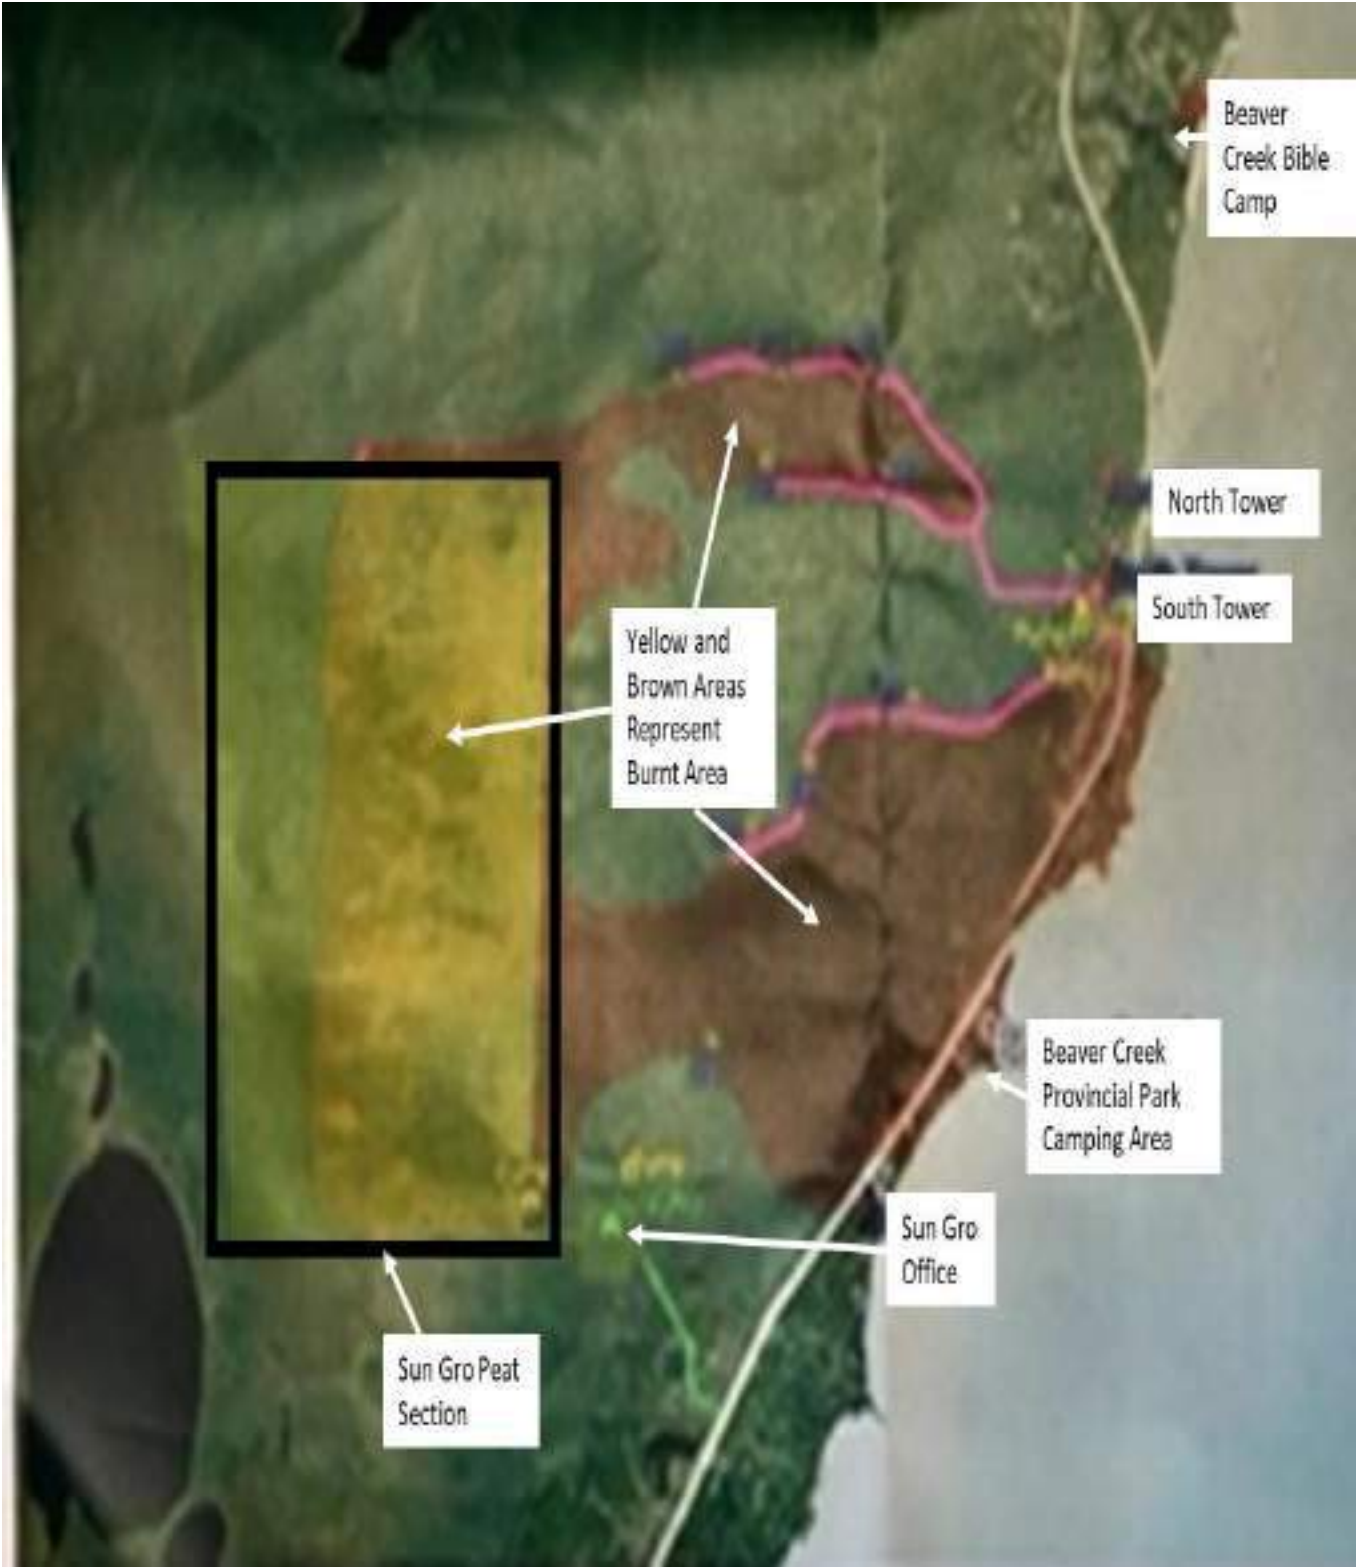 Beaver
Creek Bible
Camp
North Tower
South Tower
Yellow and
Brown Areas
Represent
Burnt Area
Beaver Creek
Provincial Park
Camping Area
Sun Gro
Office
Sun Gro Peat
Section